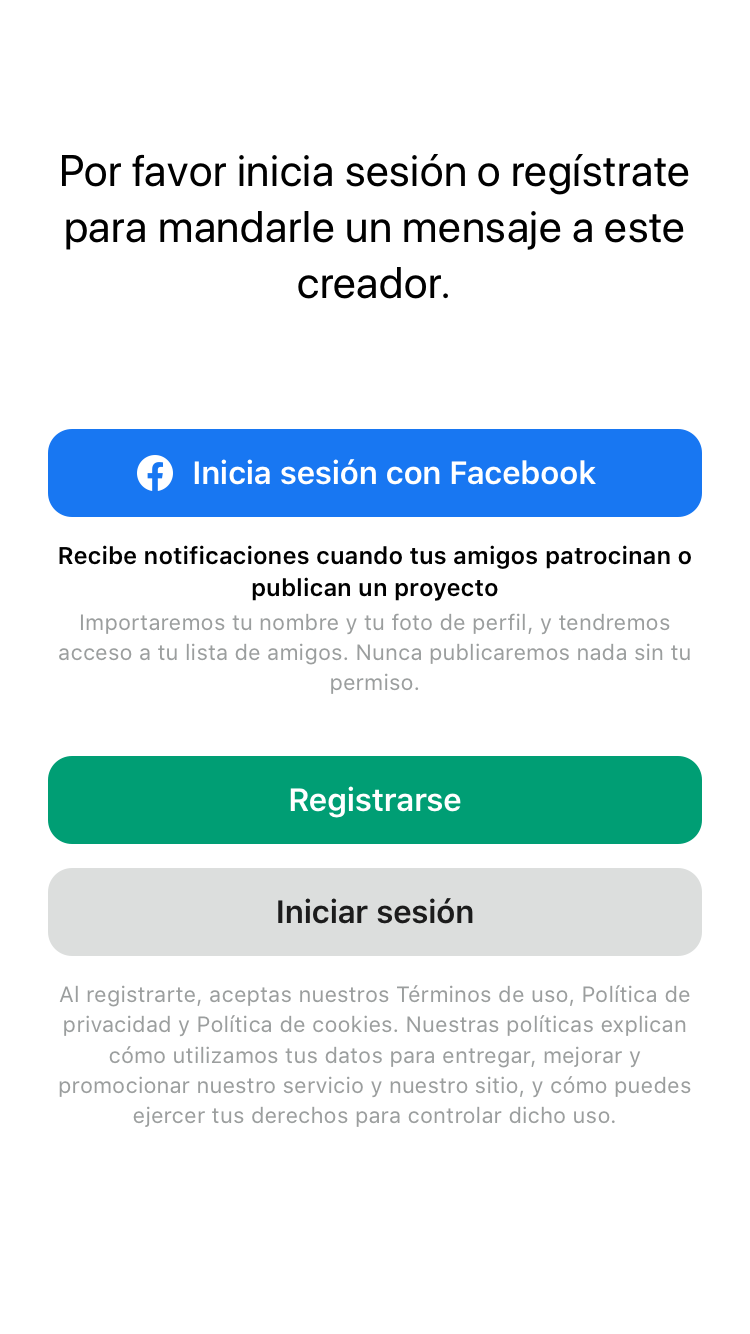 Por favor inicia sesión o regístrate
para mandarle un mensaje a este
creador.
Inicia sesión con Facebook
Recibe notificaciones cuando tus amigos patrocinan o
publican un proyecto
Importaremos tu nombre y tu foto de perfil, y tendremos
acceso a tu lista de amigos. Nunca publicaremos nada sin tu
permiso.
Registrarse
Iniciar sesión
Al registrarte, aceptas nuestros Términos de uso, Política de
privacidad y Política de cookies. Nuestras políticas explican
cómo utilizamos tus datos para entregar, mejorar y
promocionar nuestro servicio y nuestro sitio, y cómo puedes
ejercer tus derechos para controlar dicho uso.